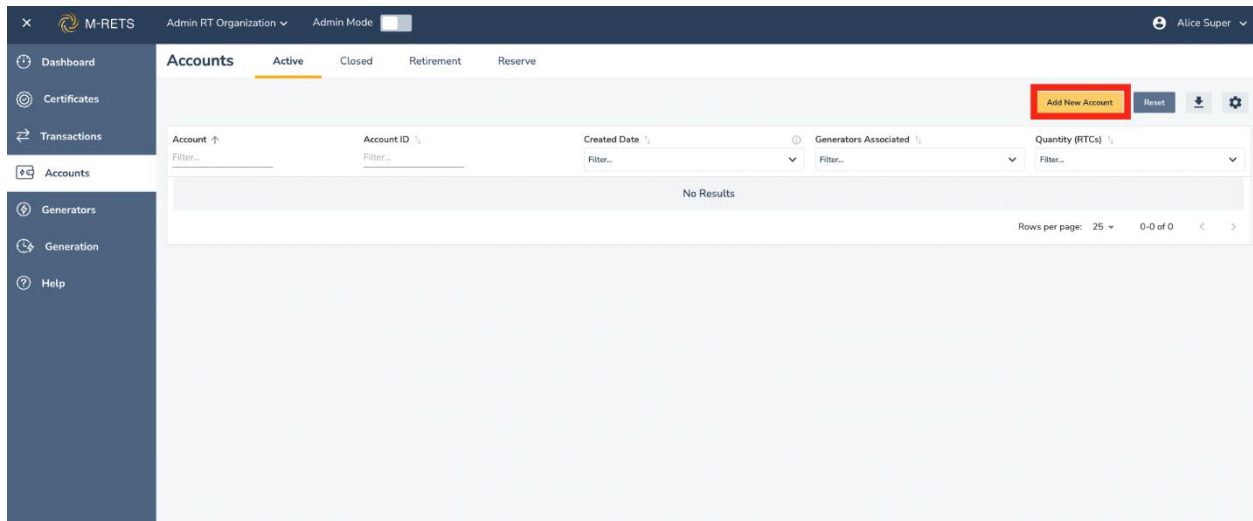 × M-RETS Admin RT Organization Admin Mode Alice Super
Dashboard
Certificates
Transactions
Accounts
Generators
Generation
Help
Accounts Active Closed Retirement Reserve
Add New Account Reset
Account Account ID Created Date Generators Associated Quantity (RTCs)
Filter... Filter... Filter... Filter... Filter...
No Results
Rows per page: 25 0-0 of 0 < >